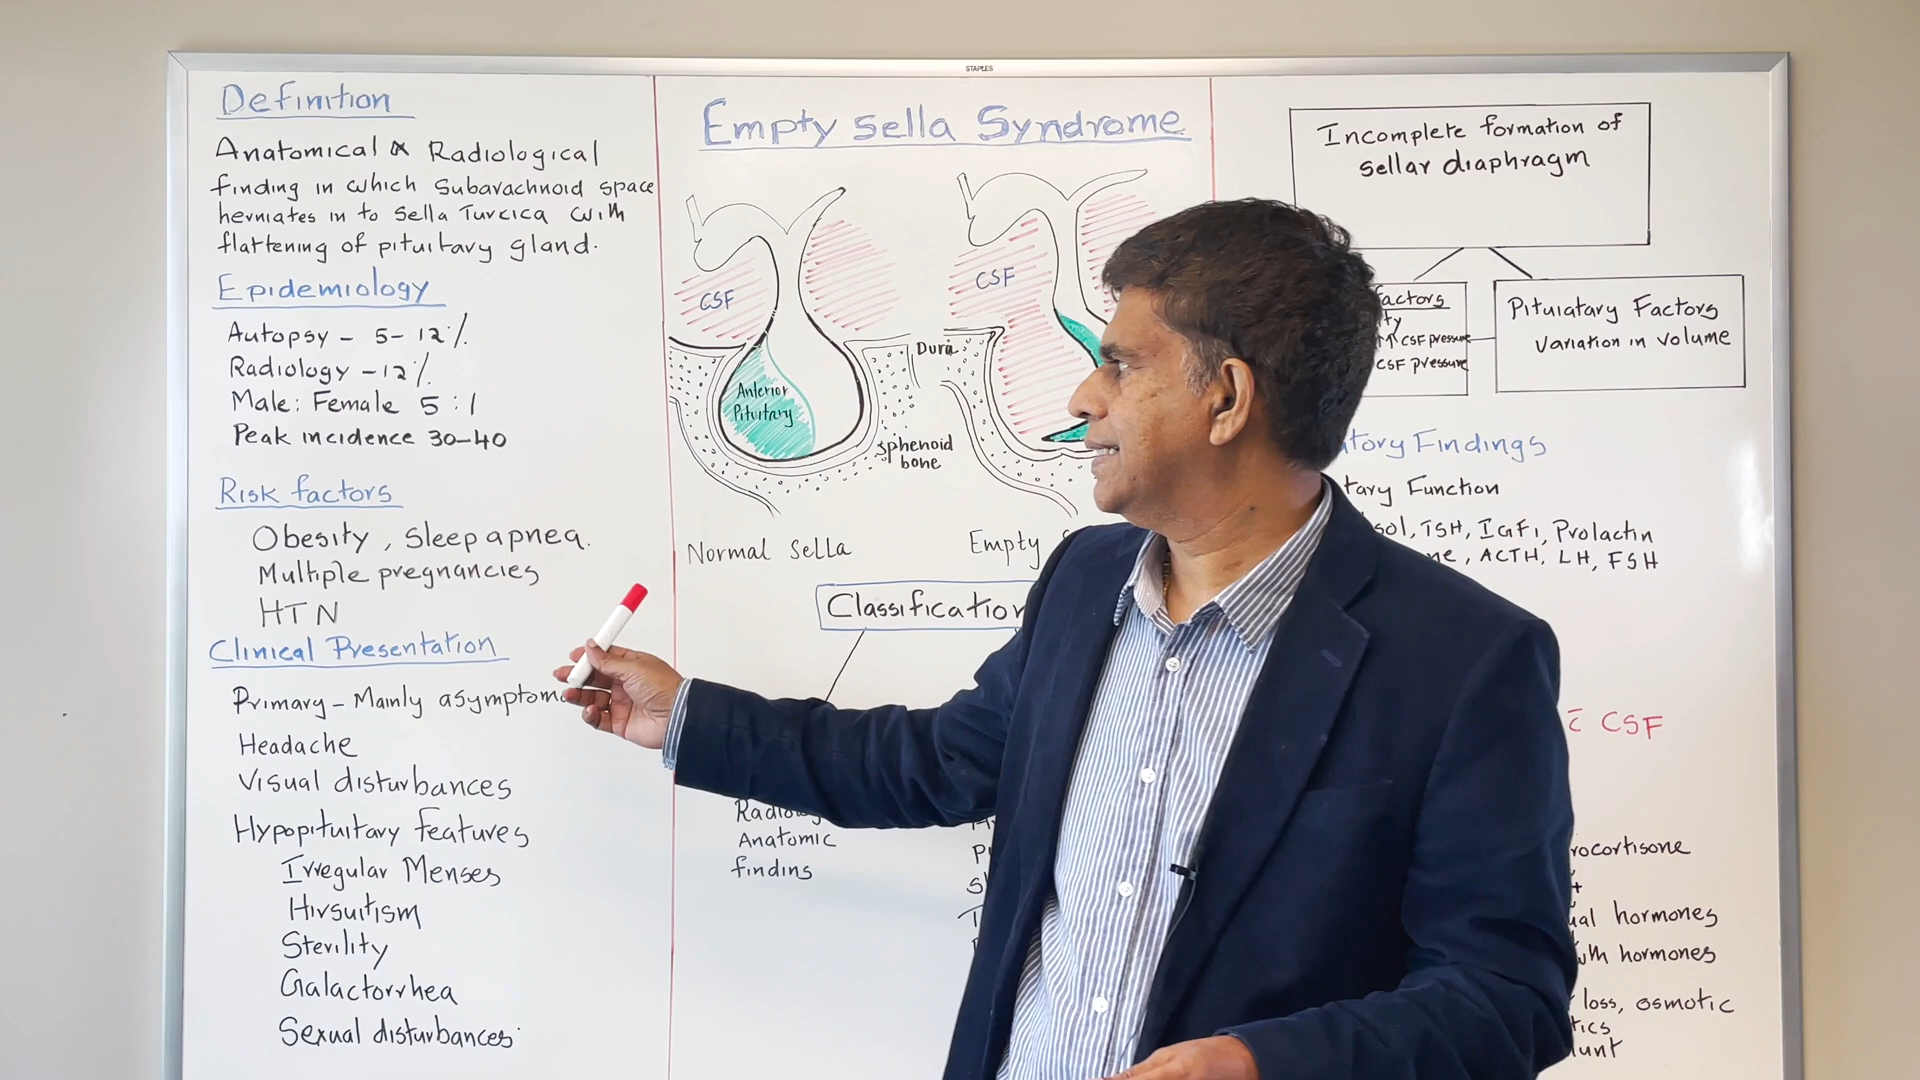 STAPLES
Definition
Anatomical & Radiological
finding in which Subarachnoid space
herniates in to Sella Turcica with
flattening of pituitary gland.
Epidemiology
Autopsy - 5-12%
Radiology -12%
Male: Female 5:1
Peak incidence 30-40
Risk factors
Obesity, Sleep apnea.
Multiple pregnancies
HTN
Clinical Presentation
Primary - Mainly
Headache
Visual disturbances
Hypopituitary features
Irregular Menses
Hirsuitism
Sterility
Galactorrhea
Sexual disturbances
Empty Sella Syndrome
CSF
Anterior
Pituitary
Dura
Sphenoid
bone
CSF
Normal Sella
Empty
Classification
Anatomic
finding
Incomplete formation of
sellar diaphragm
factors
↑↑ CSF pressure
CSF pressure
Pituiatary Factors
Variation in volume
Findings
Function
TSH, IGF1, Prolactin
ACTH, LH, FSH
c̄ CSF
hormones
hormones
loss, osmotic